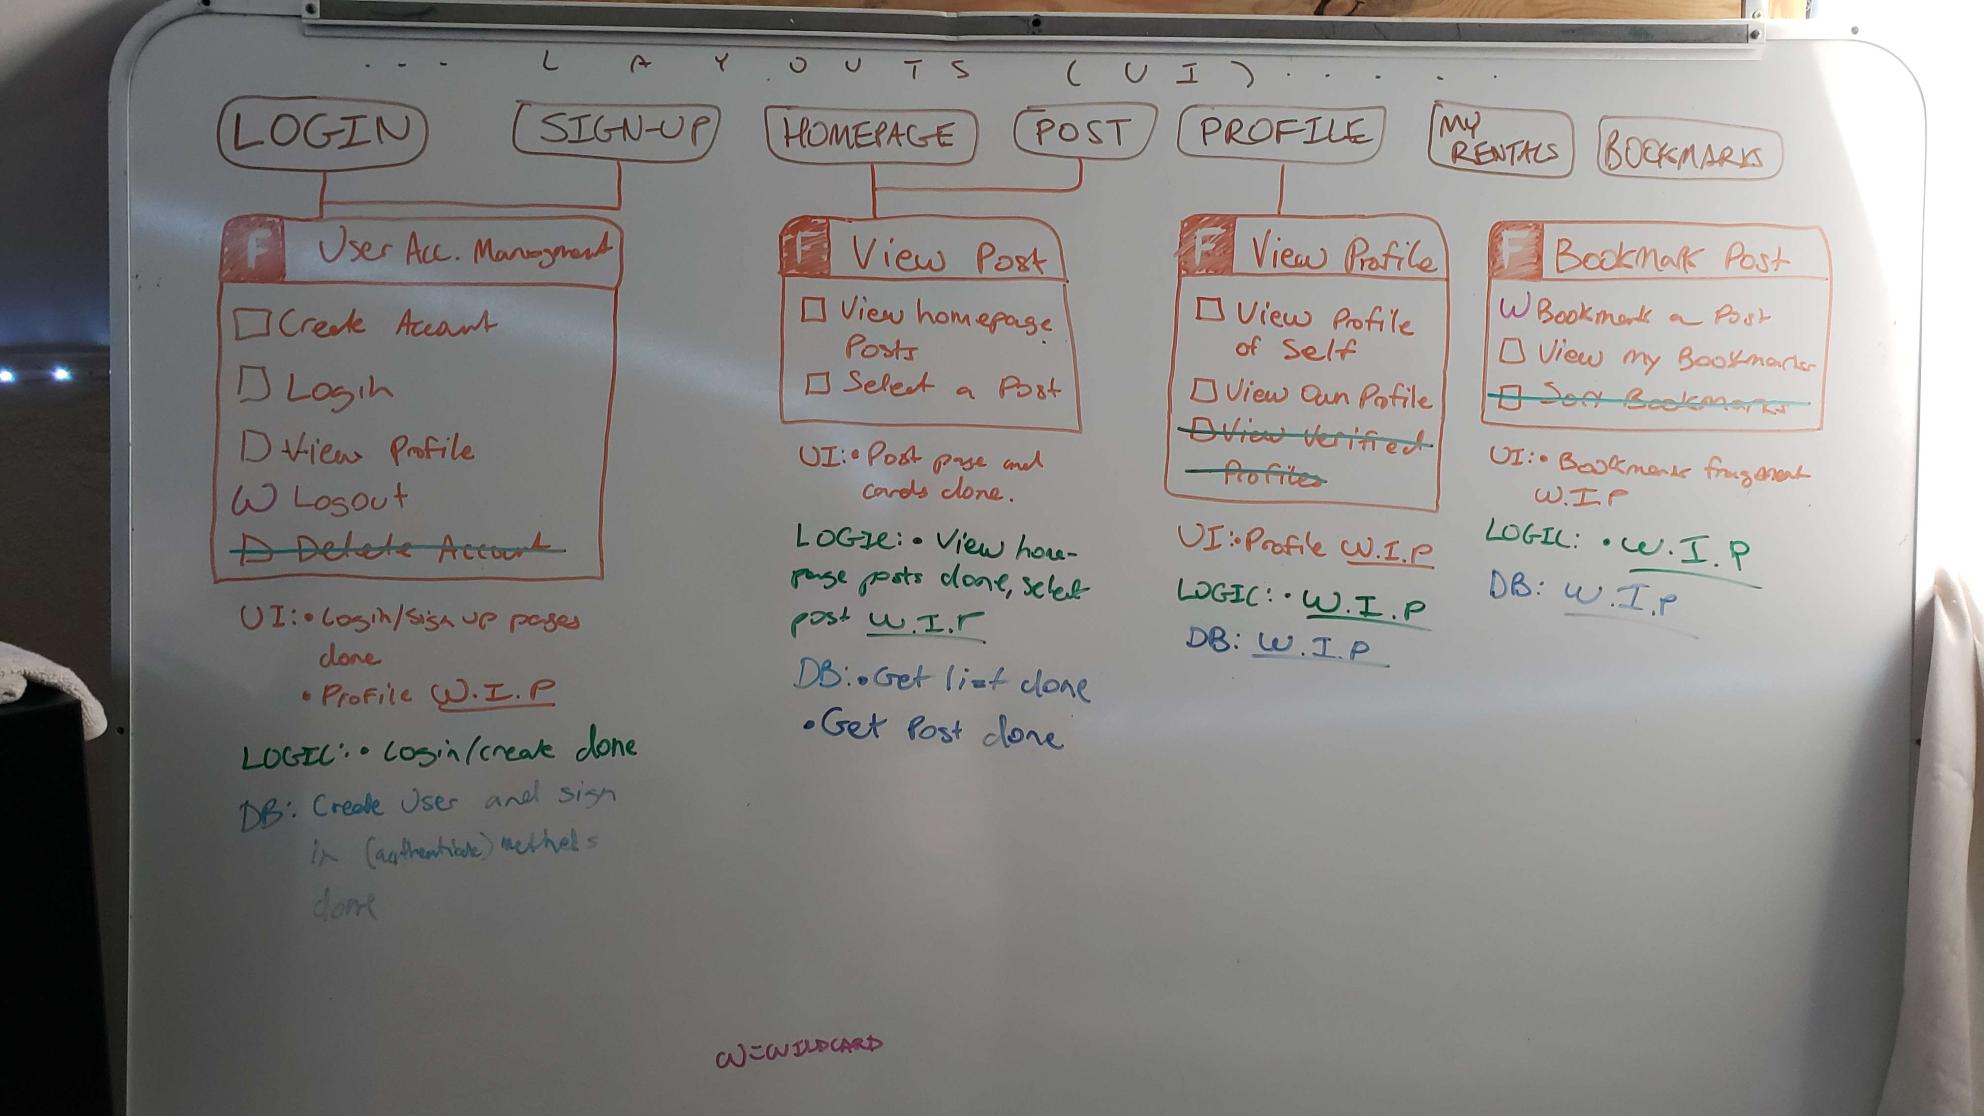 ... LAYOUTS (UI) .....
LOGIN
SIGN-UP
HOMEPAGE
POST
PROFILE
MY
RENTALS
BOOKMARKS
F User Acc. Managment
Create Account
Login
View Profile
W Logout
Delete Account
UI: • Login/sign up pages
done
• Profile W.I.P
LOGIC: • Login/create done
DB: Create User and sign
in (authenticate) methods
done
F View Post
View homepage
Posts
Select a Post
UI: • Post page and
cards done.
LOGIC: • View home-
page posts done, select
post W.I.P
DB: • Get list done
• Get Post done
F View Profile
View Profile
of Self
View Own Profile
View Verified
Profiles
UI: • Profile W.I.P
LOGIC: • W.I.P
DB: W.I.P
F Bookmark Post
W Bookmark a Post
View my Bookmarks
Sort Bookmarks
UI: • Bookmarks fragment
W.I.P
LOGIC: • W.I.P
DB: W.I.P
W=WILDCARD